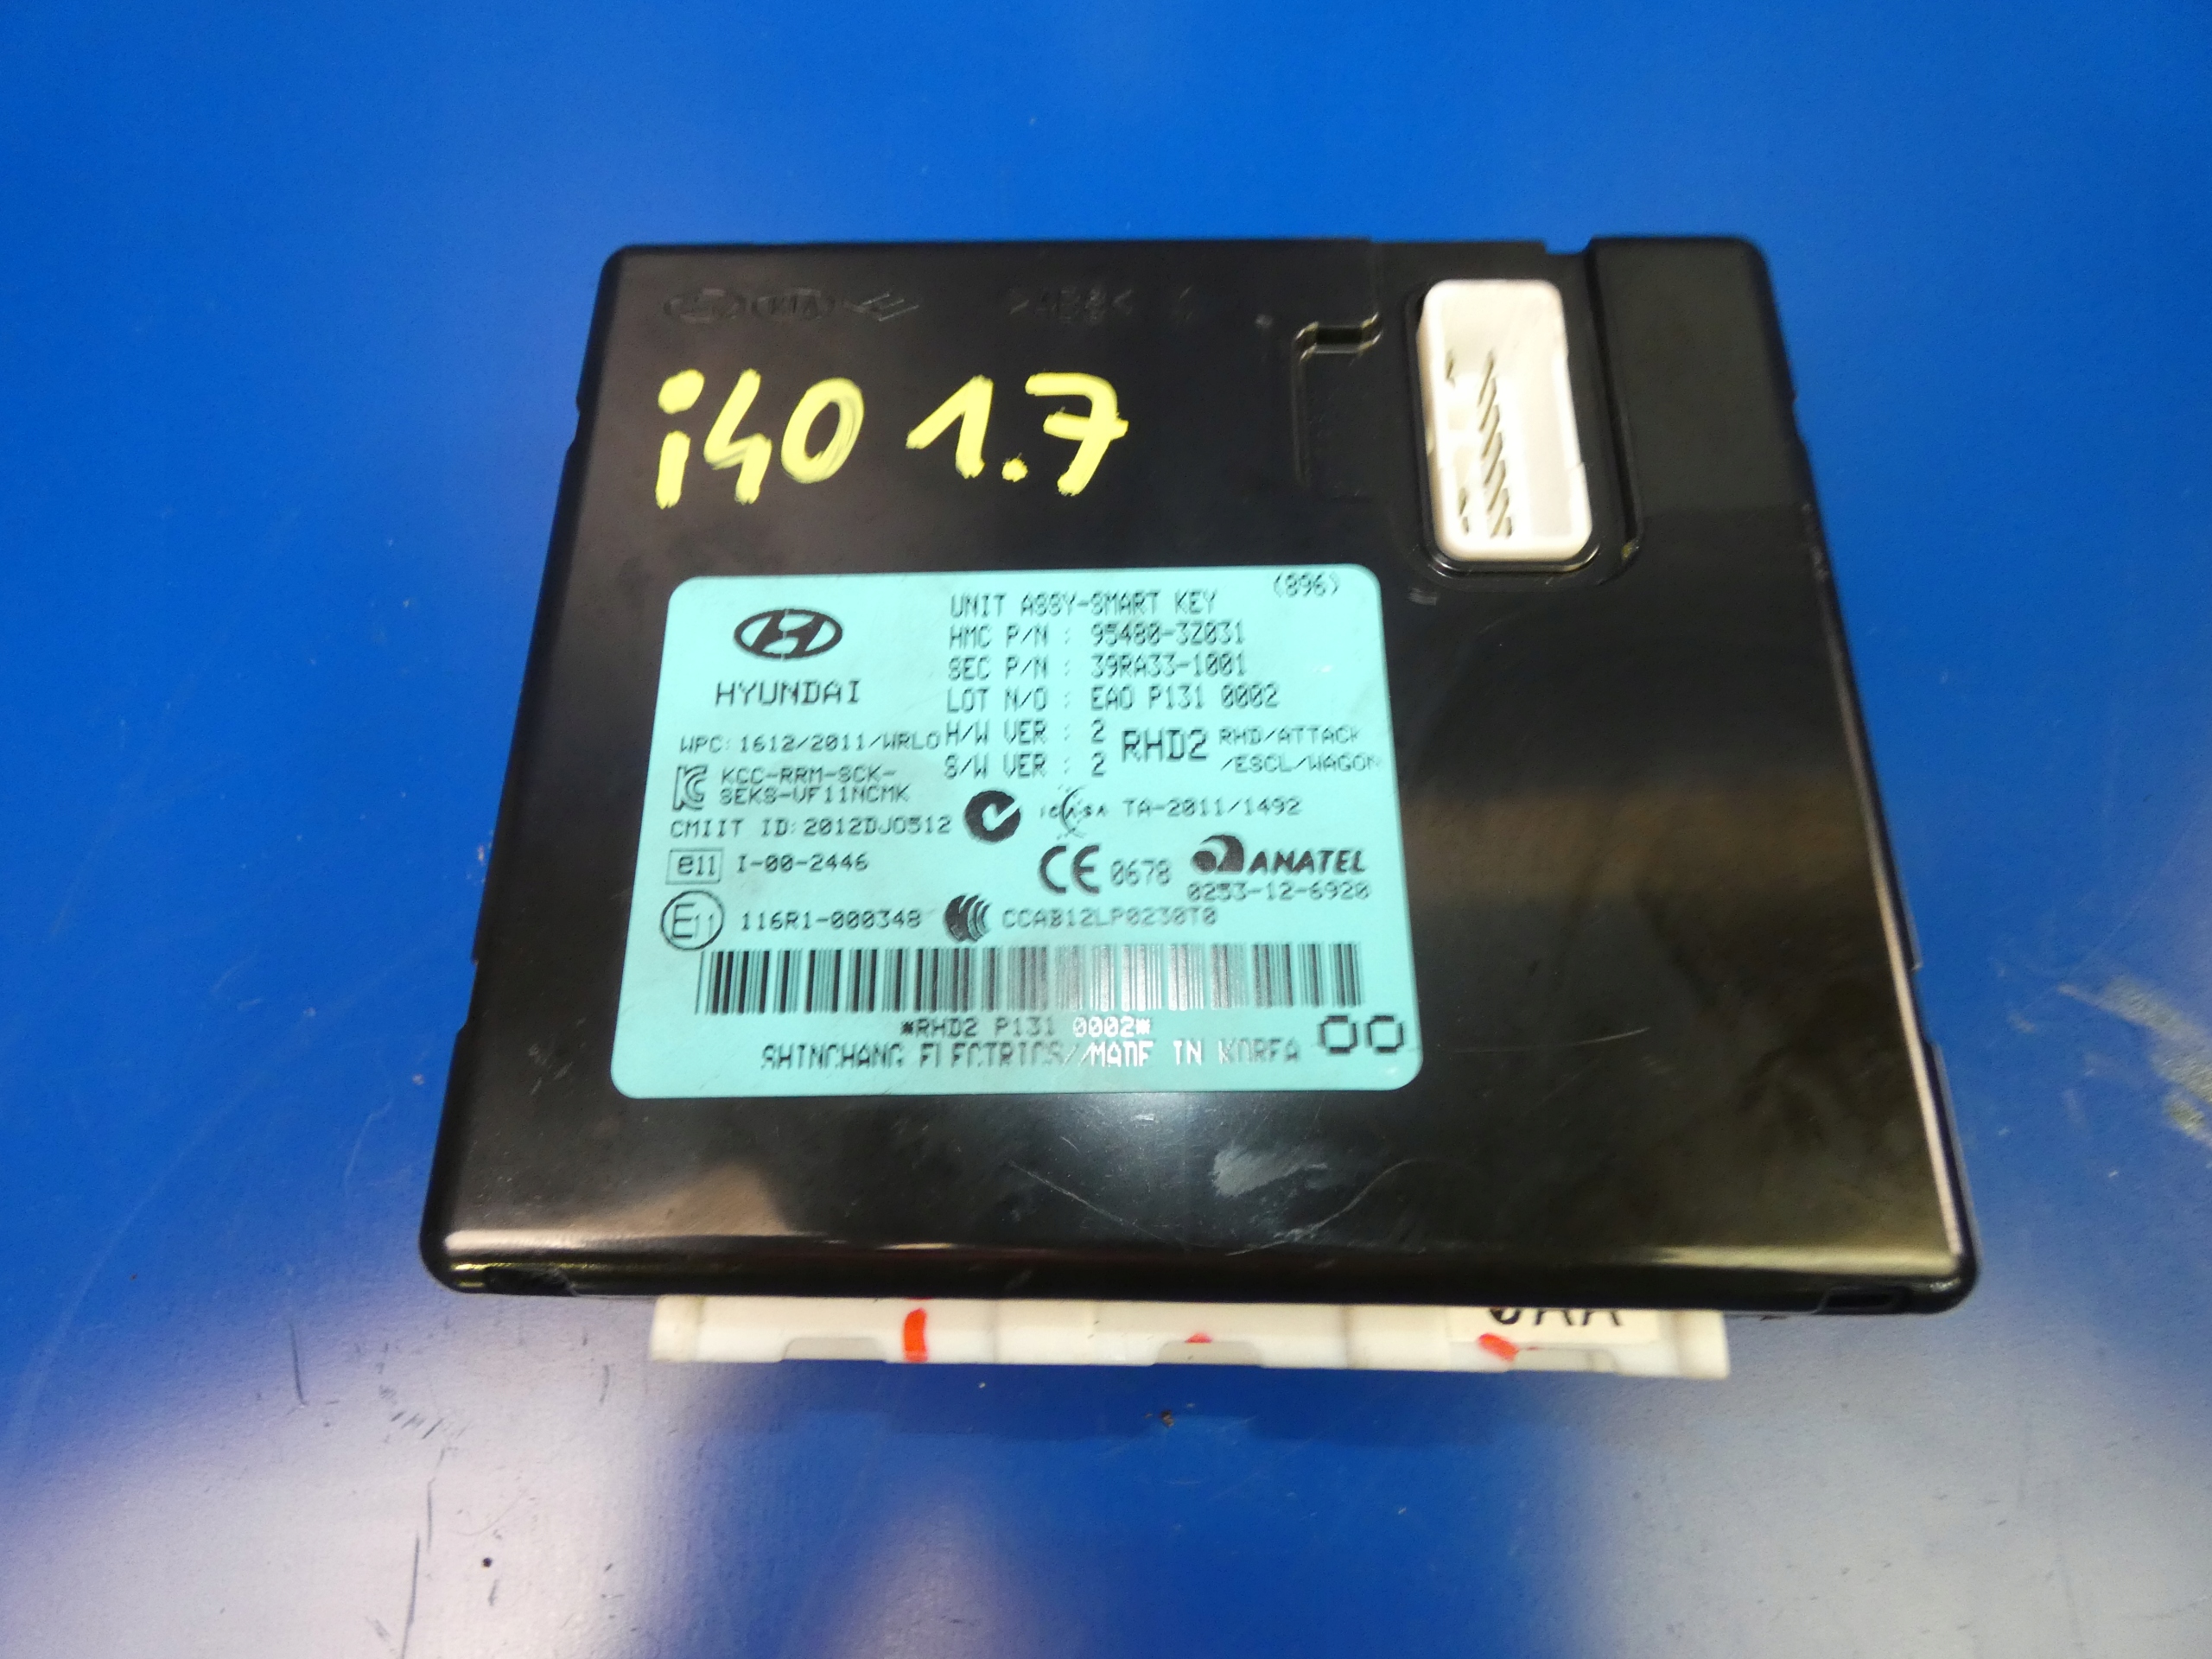 KIA
i40 1.7
(896)
UNIT ASSY-SMART KEY
HMC P/N : 95480-3Z031
SEC P/N : 39RA33-1001
LOT N/O : EAO P131 0002
HYUNDAI
WPC: 1612/2011/WRLO
H/W VER : 2
S/W VER : 2
RHD2
RHD/ATTACK
/ESCL/WAGON
KCC-RRM-SCK-
SEKS-VF11NCMK
ICASA TA-2011/1492
CMIIT ID: 2012DJ0512
e11 I-00-2446
CE 0678
ANATEL
0253-12-6920
E11 116R1-000348
CCAB12LP0230T0
*RHD2 P131 0002*
SHINCHANG ELECTRICS/MADE IN KOREA
00